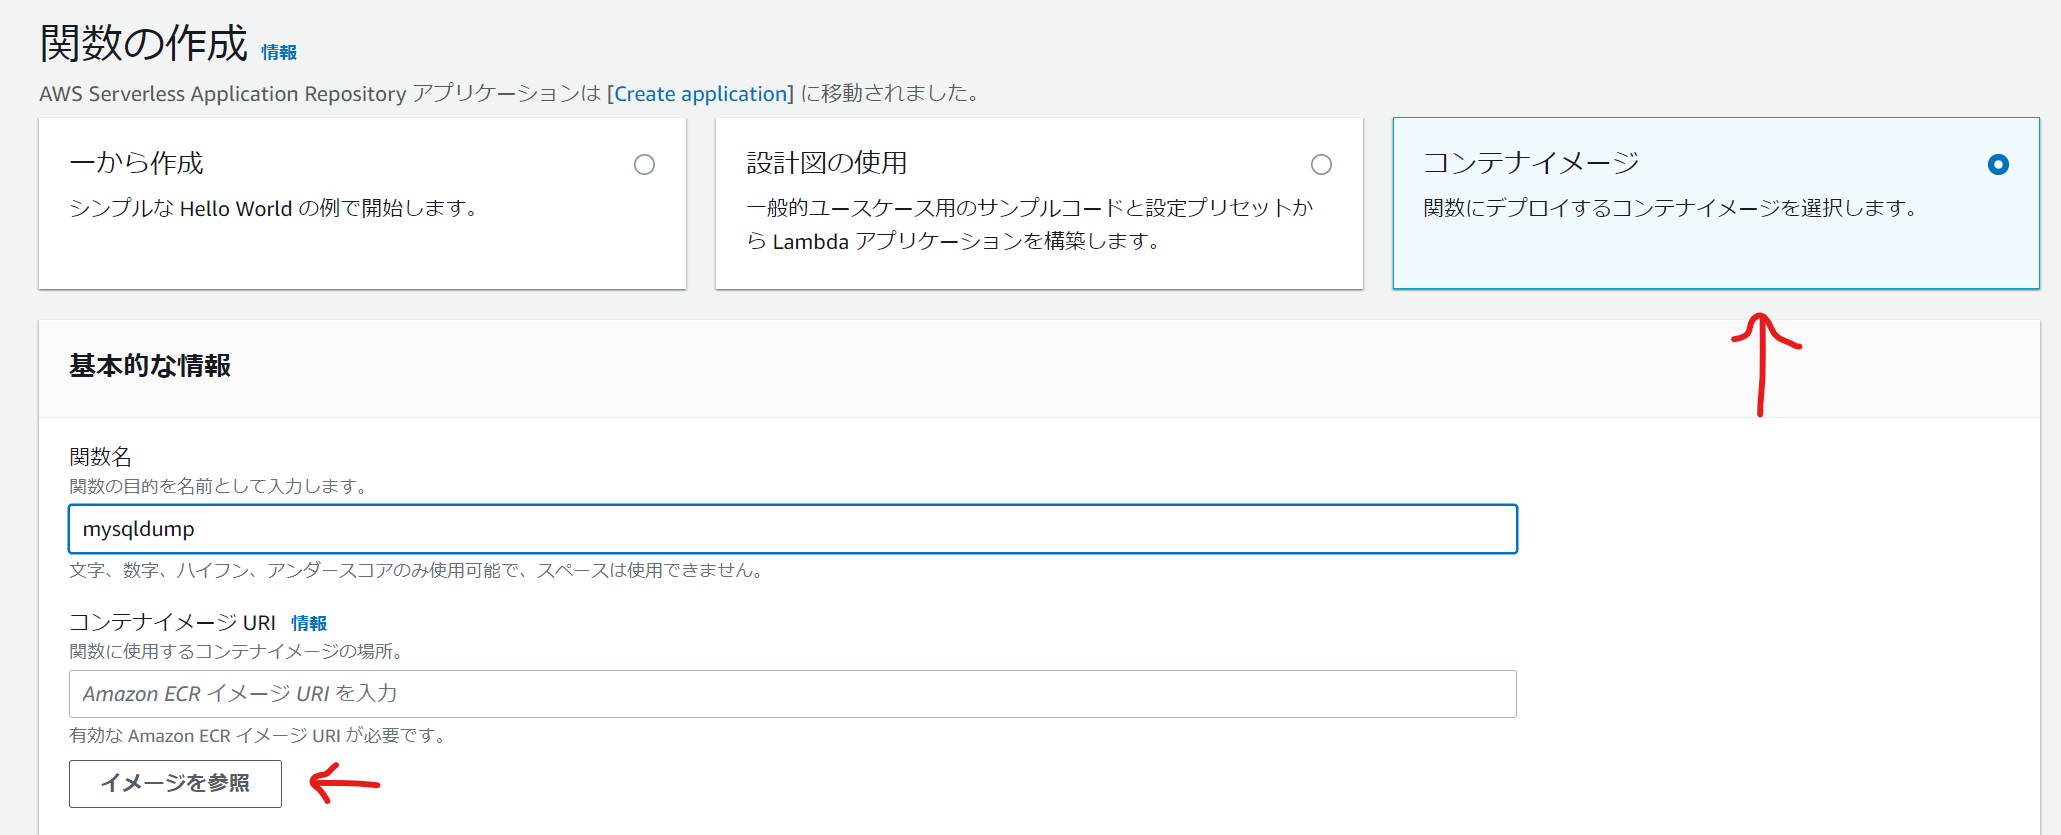 関数の作成 情報
AWS Serverless Application Repository アプリケーションは [Create application] に移動されました。
一から作成
シンプルな Hello World の例で開始します。
設計図の使用
一般的ユースケース用のサンプルコードと設定プリセットか
ら Lambda アプリケーションを構築します。
コンテナイメージ
関数にデプロイするコンテナイメージを選択します。
基本的な情報
関数名
関数の目的を名前として入力します。
mysqldump
文字、数字、ハイフン、アンダースコアのみ使用可能で、スペースは使用できません。
コンテナイメージ URI 情報
関数に使用するコンテナイメージの場所。
Amazon ECR イメージ URI を入力
有効な Amazon ECR イメージ URI が必要です。
イメージを参照